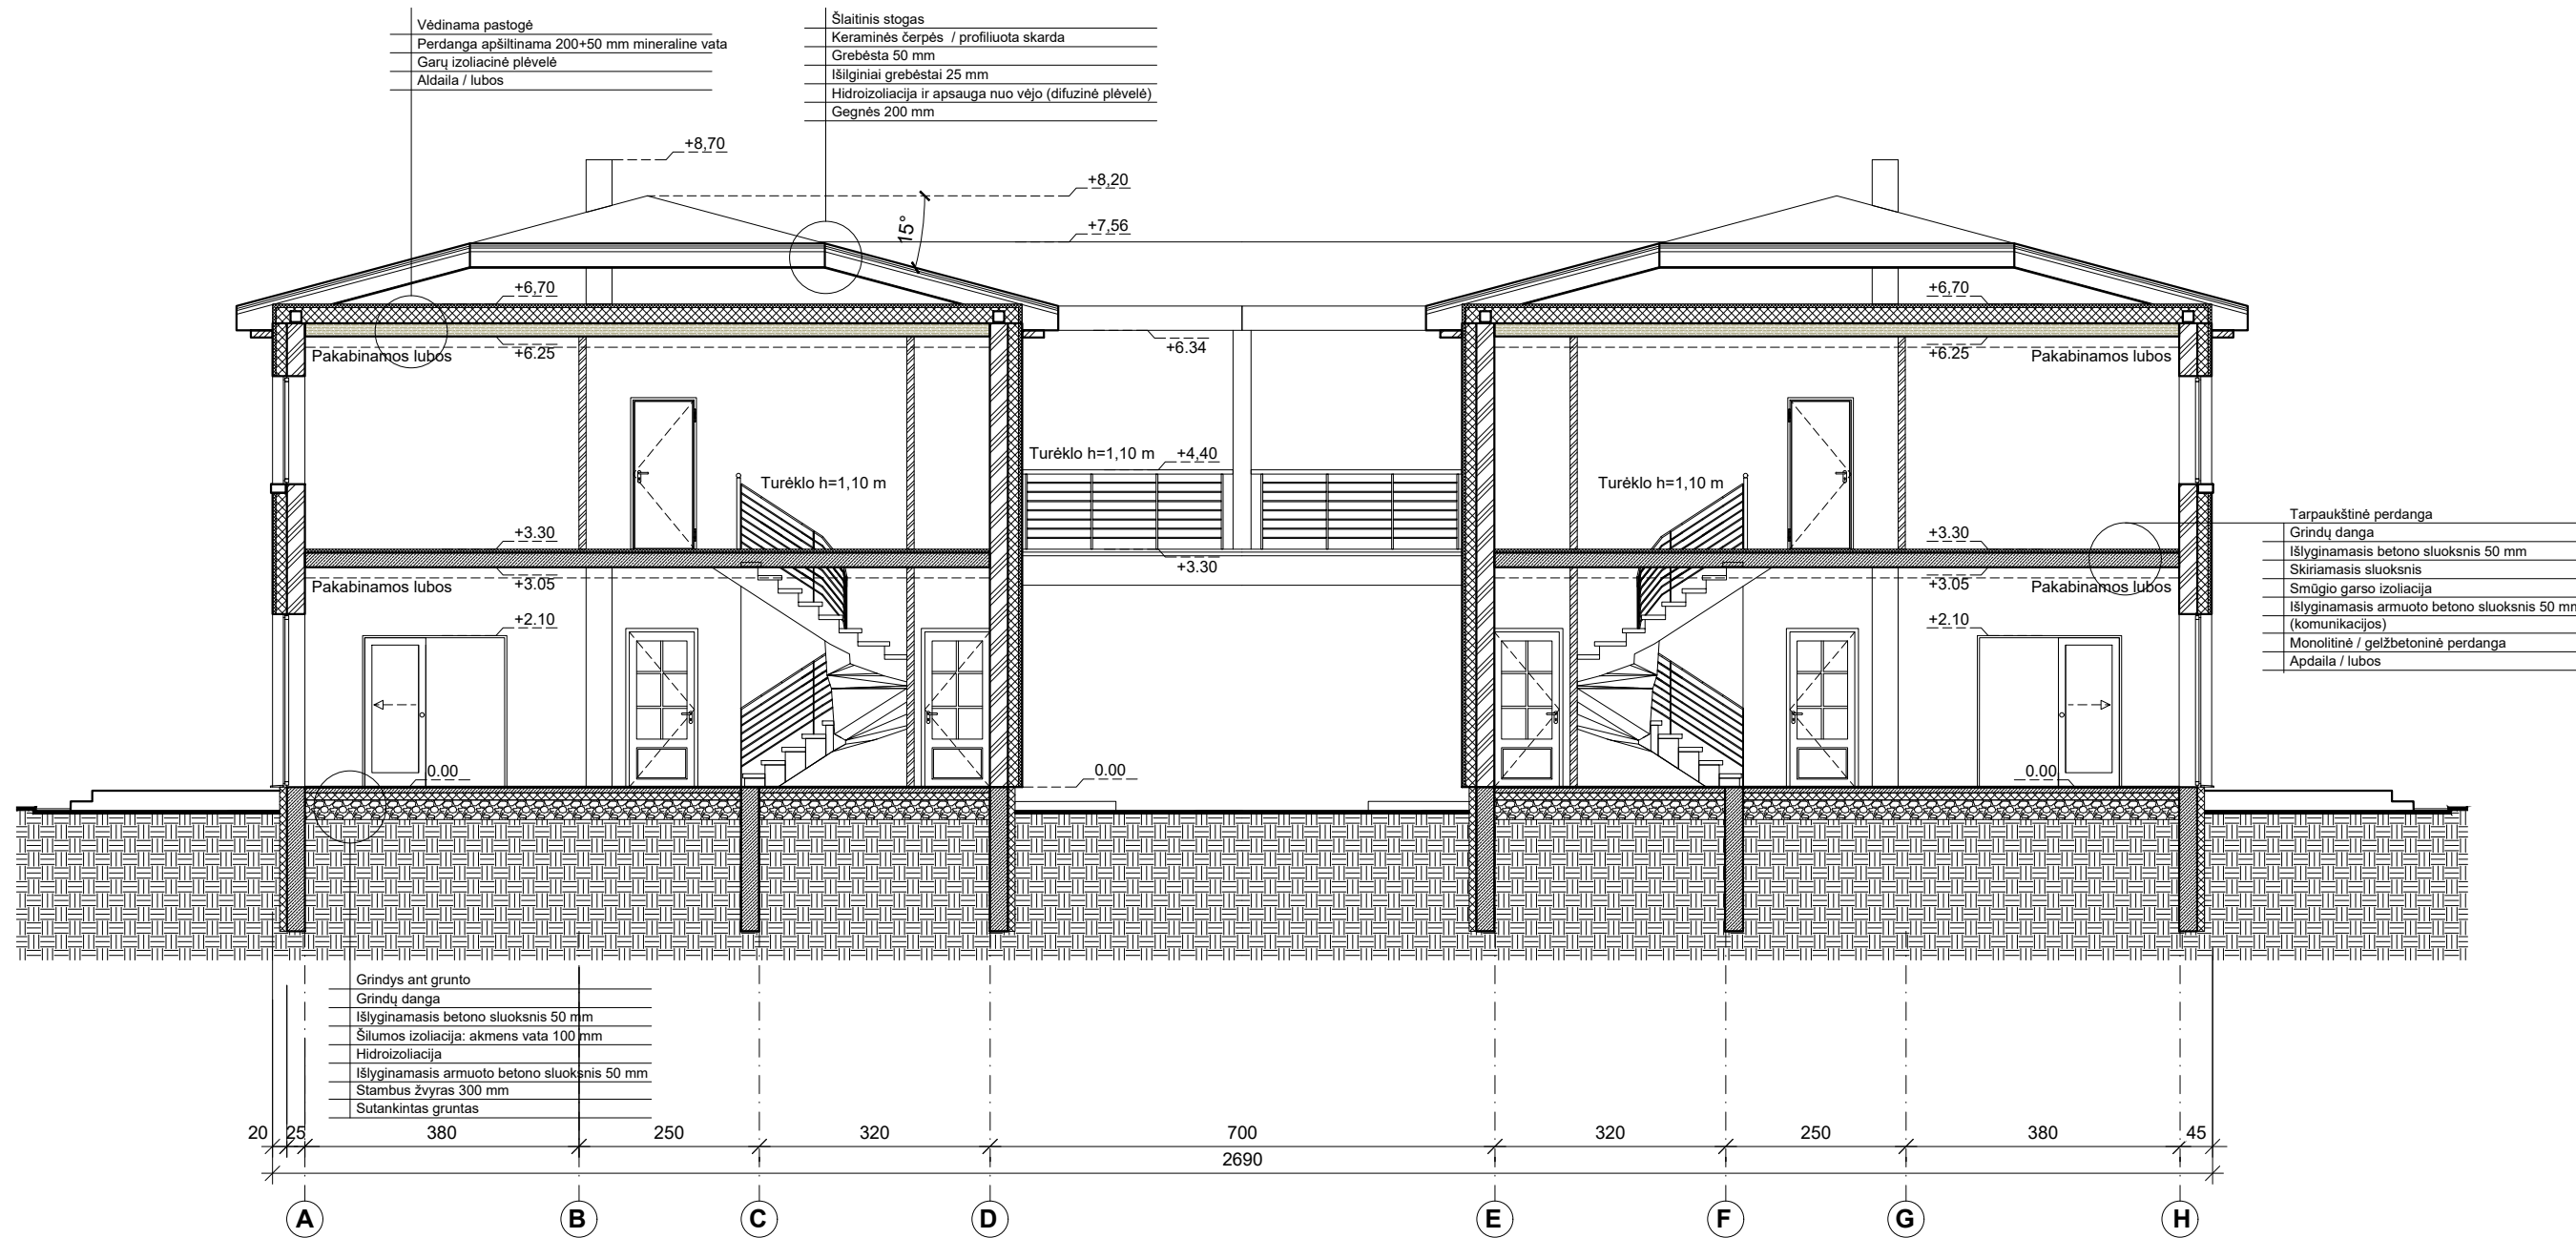 Vėdinama pastogė
Perdanga apšiltinama 200+50 mm mineraline vata
Garų izoliacinė plėvelė
Aldaila / lubos
Šlaitinis stogas
Keraminės čerpės / profiliuota skarda
Grebėsta 50 mm
Išilginiai grebėstai 25 mm
Hidroizoliacija ir apsauga nuo vėjo (difuzinė plėvelė)
Gegnės 200 mm
+8,70
+8,20
15°
+7,56
+6,70
+6,70
+6.34
Pakabinamos lubos
+6.25
+6.25
Pakabinamos lubos
Turėklo h=1,10 m
Turėklo h=1,10 m
+4,40
Turėklo h=1,10 m
+3.30
+3.30
+3.30
Pakabinamos lubos
+3.05
+3.05
Pakabinamos lubos
+2.10
+2.10
0.00
0.00
0.00
Tarpaukštinė perdanga
Grindų danga
Išlyginamasis betono sluoksnis 50 mm
Skiriamasis sluoksnis
Smūgio garso izoliacija
Išlyginamasis armuoto betono sluoksnis 50 mm
(komunikacijos)
Monolitinė / gelžbetoninė perdanga
Apdaila / lubos
Grindys ant grunto
Grindų danga
Išlyginamasis betono sluoksnis 50 mm
Šilumos izoliacija: akmens vata 100 mm
Hidroizoliacija
Išlyginamasis armuoto betono sluoksnis 50 mm
Stambus žvyras 300 mm
Sutankintas gruntas
20 25 380 250 320 700 320 250 380 45
2690
A B C D E F G H